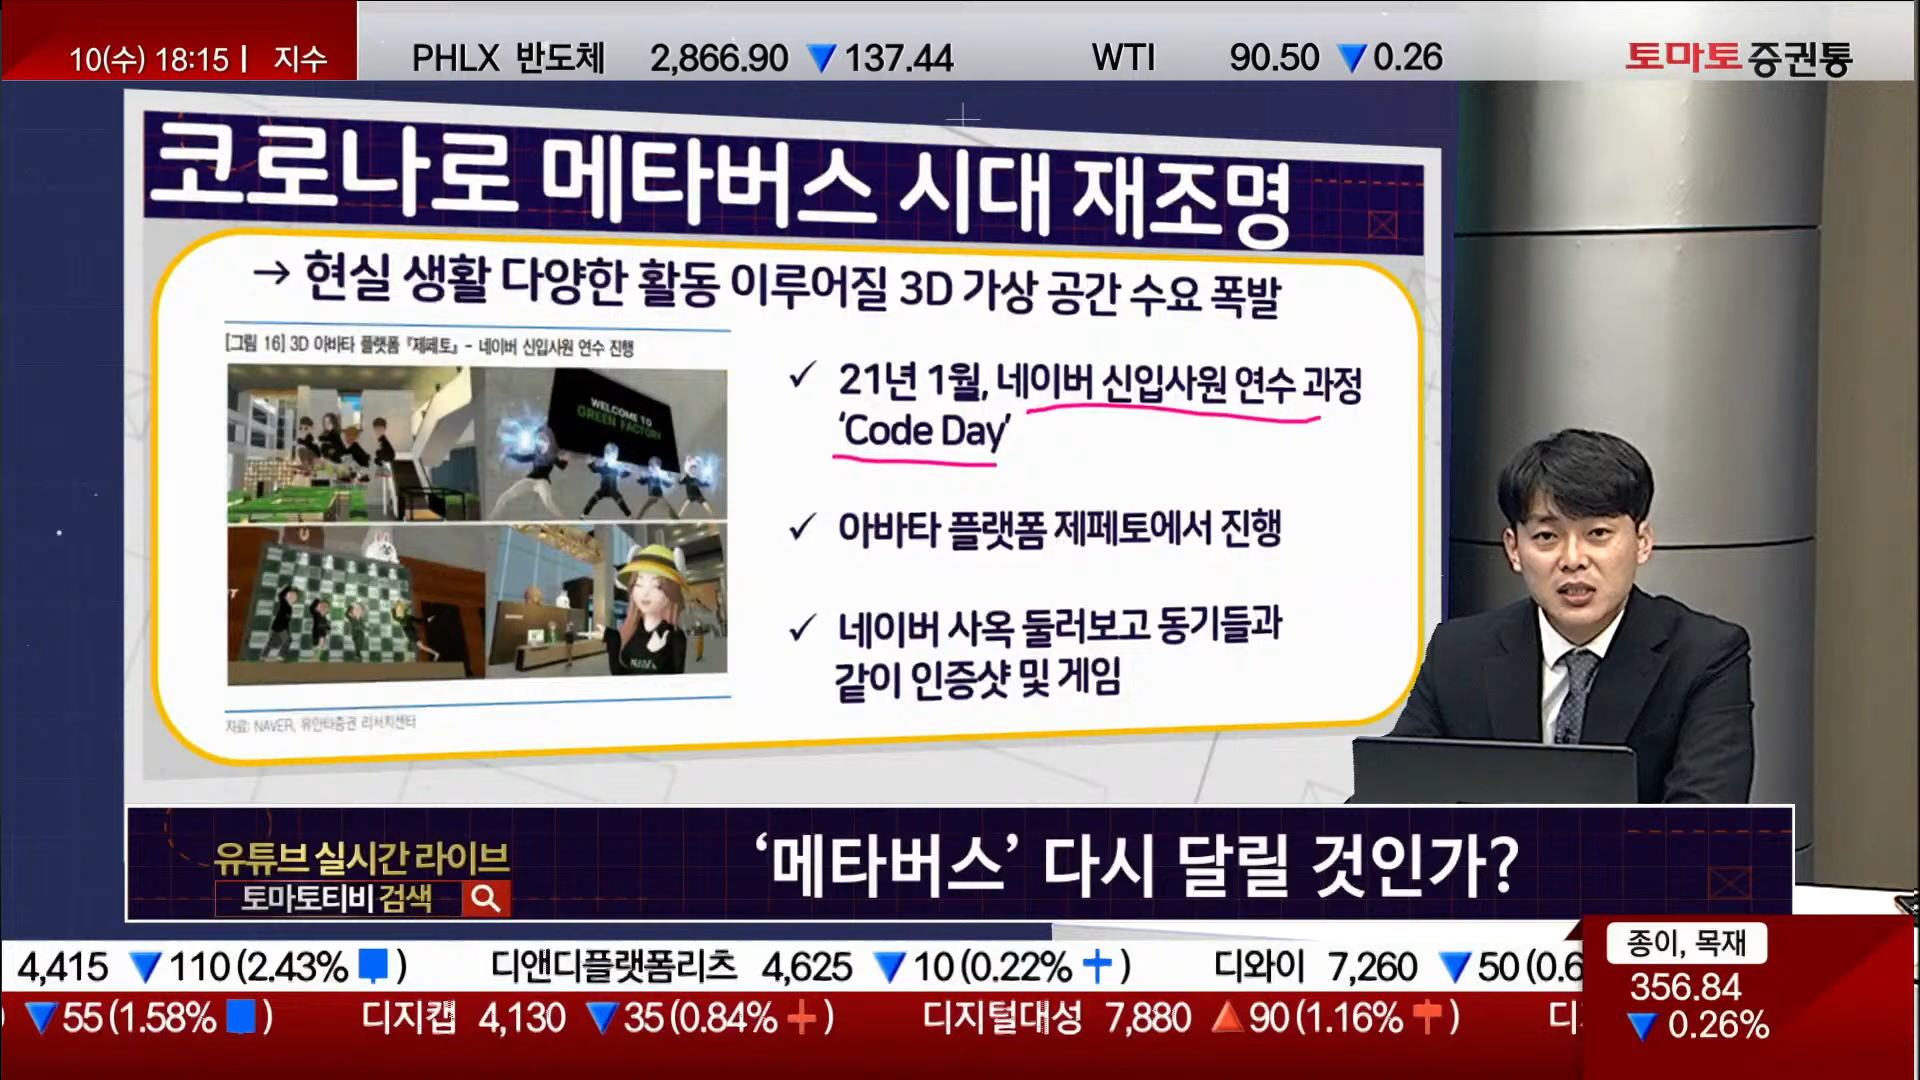 10(수) 18:15 | 지수
PHLX 반도체 2,866.90 ▼137.44 WTI 90.50 ▼0.26
토마토증권통
코로나로 메타버스 시대 재조명
→ 현실 생활 다양한 활동 이루어질 3D 가상 공간 수요 폭발
[그림 16] 3D 아바타 플랫폼 『제페토』 - 네이버 신입사원 연수 진행
WELCOME TO
GREEN FACTORY
자료: NAVER, 유안타증권 리서치센터
✓ 21년 1월, 네이버 신입사원 연수 과정
‘Code Day’
✓ 아바타 플랫폼 제페토에서 진행
✓ 네이버 사옥 둘러보고 동기들과
같이 인증샷 및 게임
유튜브 실시간 라이브
토마토티비 검색
‘메타버스’ 다시 달릴 것인가?
4,415 ▼110(2.43% ) 디앤디플랫폼리츠 4,625 ▼10(0.22% ) 디와이 7,260 ▼50(0.6
) ▼55(1.58% ) 디지캡 4,130 ▼35(0.84% ) 디지털대성 7,880 ▲90(1.16% ) 디
종이, 목재
356.84
▼0.26%